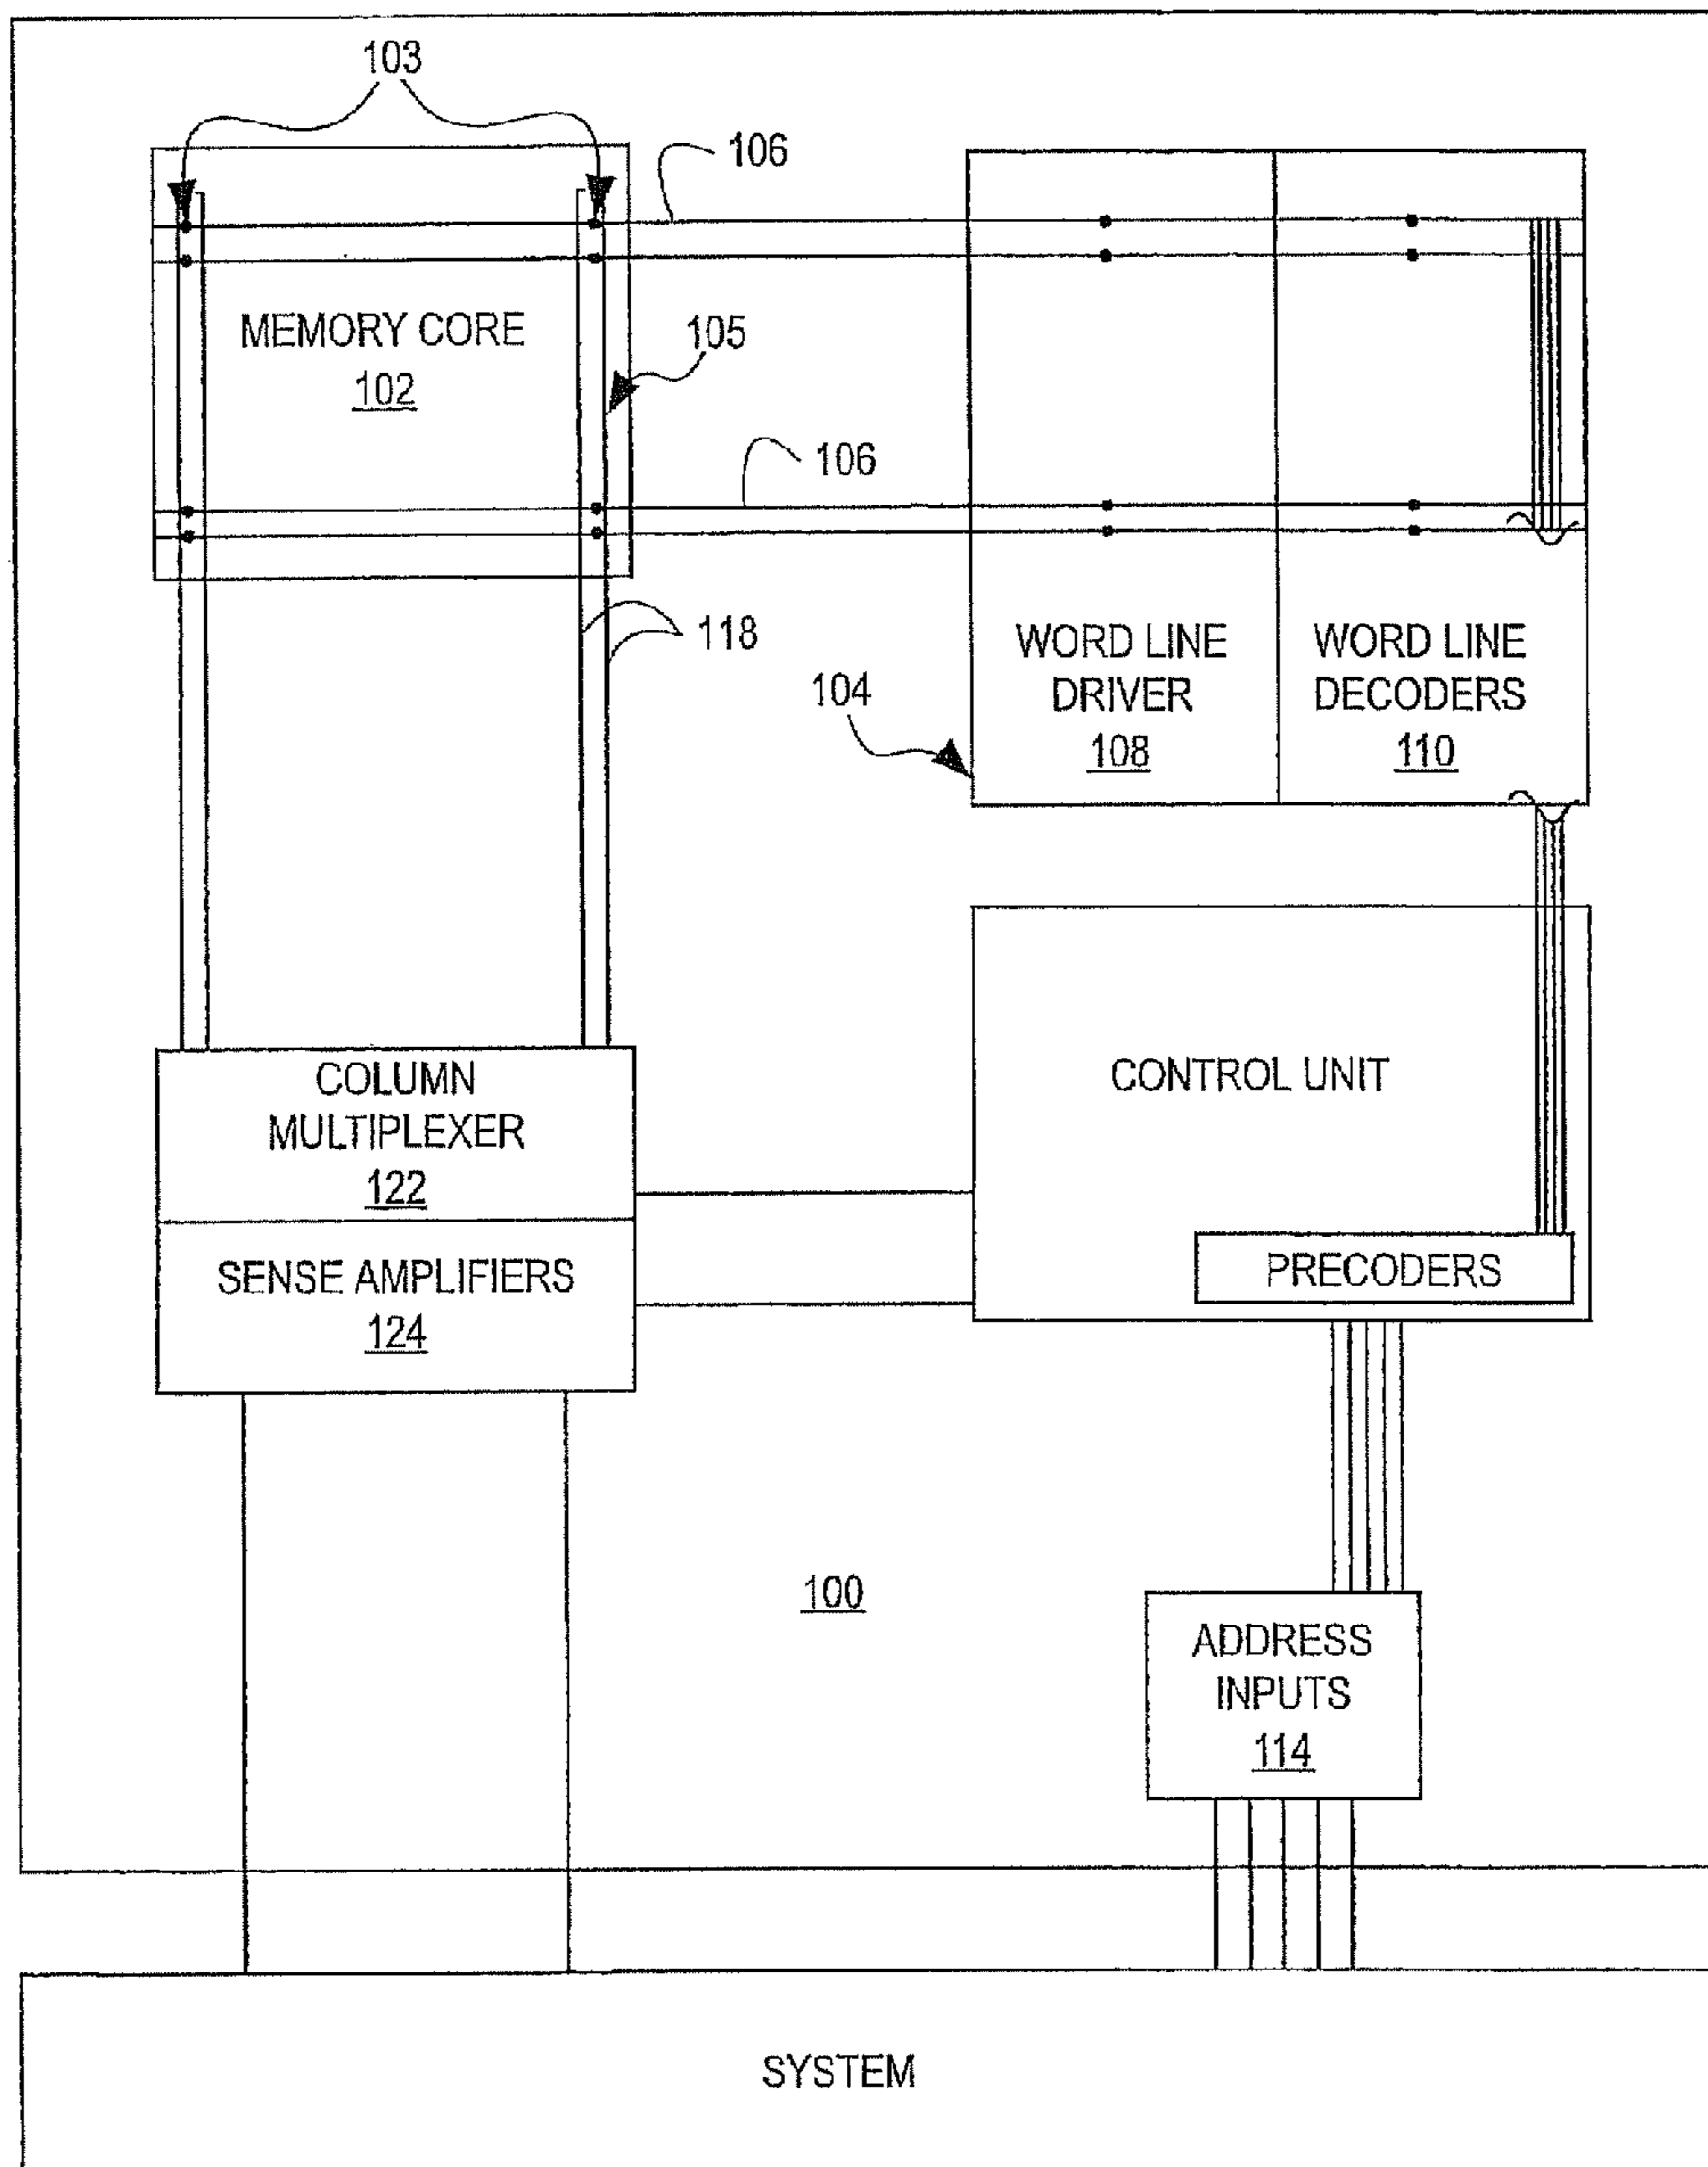 103
106
MEMORY CORE
102
105
106
118
WORD LINE
DRIVER
108
WORD LINE
DECODERS
110
104
COLUMN
MULTIPLEXER
122
SENSE AMPLIFIERS
124
CONTROL UNIT
PRECODERS
100
ADDRESS
INPUTS
114
SYSTEM